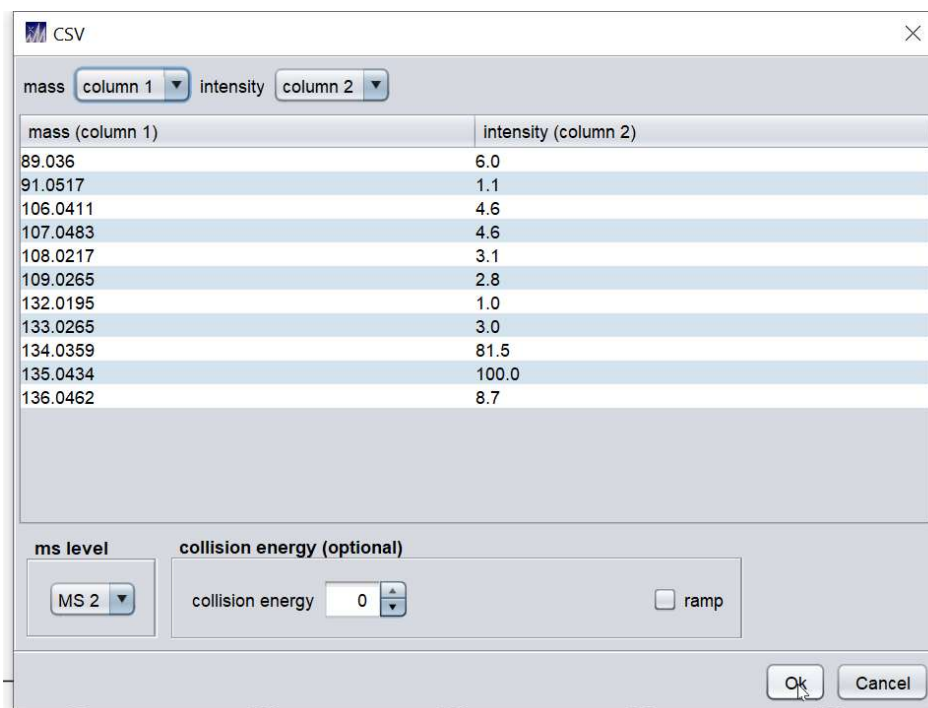 CSV
mass column 1 intensity column 2
mass (column 1) intensity (column 2)
89.036 6.0
91.0517 1.1
106.0411 4.6
107.0483 4.6
108.0217 3.1
109.0265 2.8
132.0195 1.0
133.0265 3.0
134.0359 81.5
135.0434 100.0
136.0462 8.7
ms level collision energy (optional)
MS 2 collision energy 0 ramp
Ok Cancel